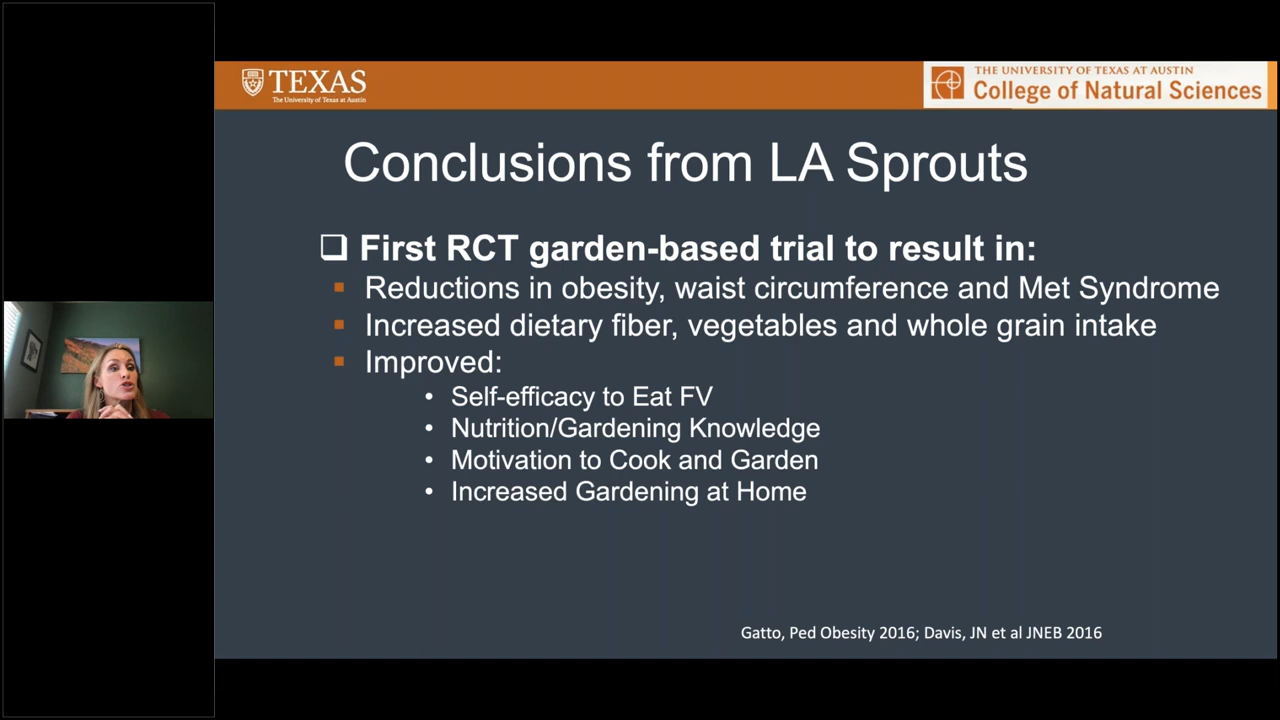 TEXAS
The University of Texas at Austin
THE UNIVERSITY OF TEXAS AT AUSTIN
College of Natural Sciences
Conclusions from LA Sprouts
❑ First RCT garden-based trial to result in:
▪ Reductions in obesity, waist circumference and Met Syndrome
▪ Increased dietary fiber, vegetables and whole grain intake
▪ Improved:
• Self-efficacy to Eat FV
• Nutrition/Gardening Knowledge
• Motivation to Cook and Garden
• Increased Gardening at Home
Gatto, Ped Obesity 2016; Davis, JN et al JNEB 2016